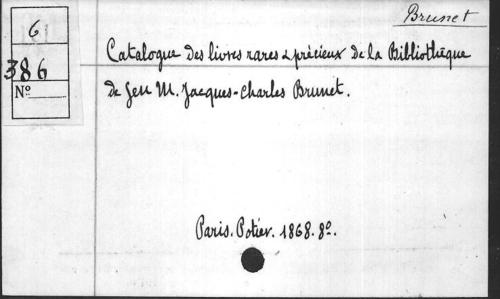 Brunet
6
386
Nº
Catalogue des livres rares & précieux de la Bibliothèque
de feu M. Jacques-Charles Brunet.
Paris. Potier. 1868. 8º.